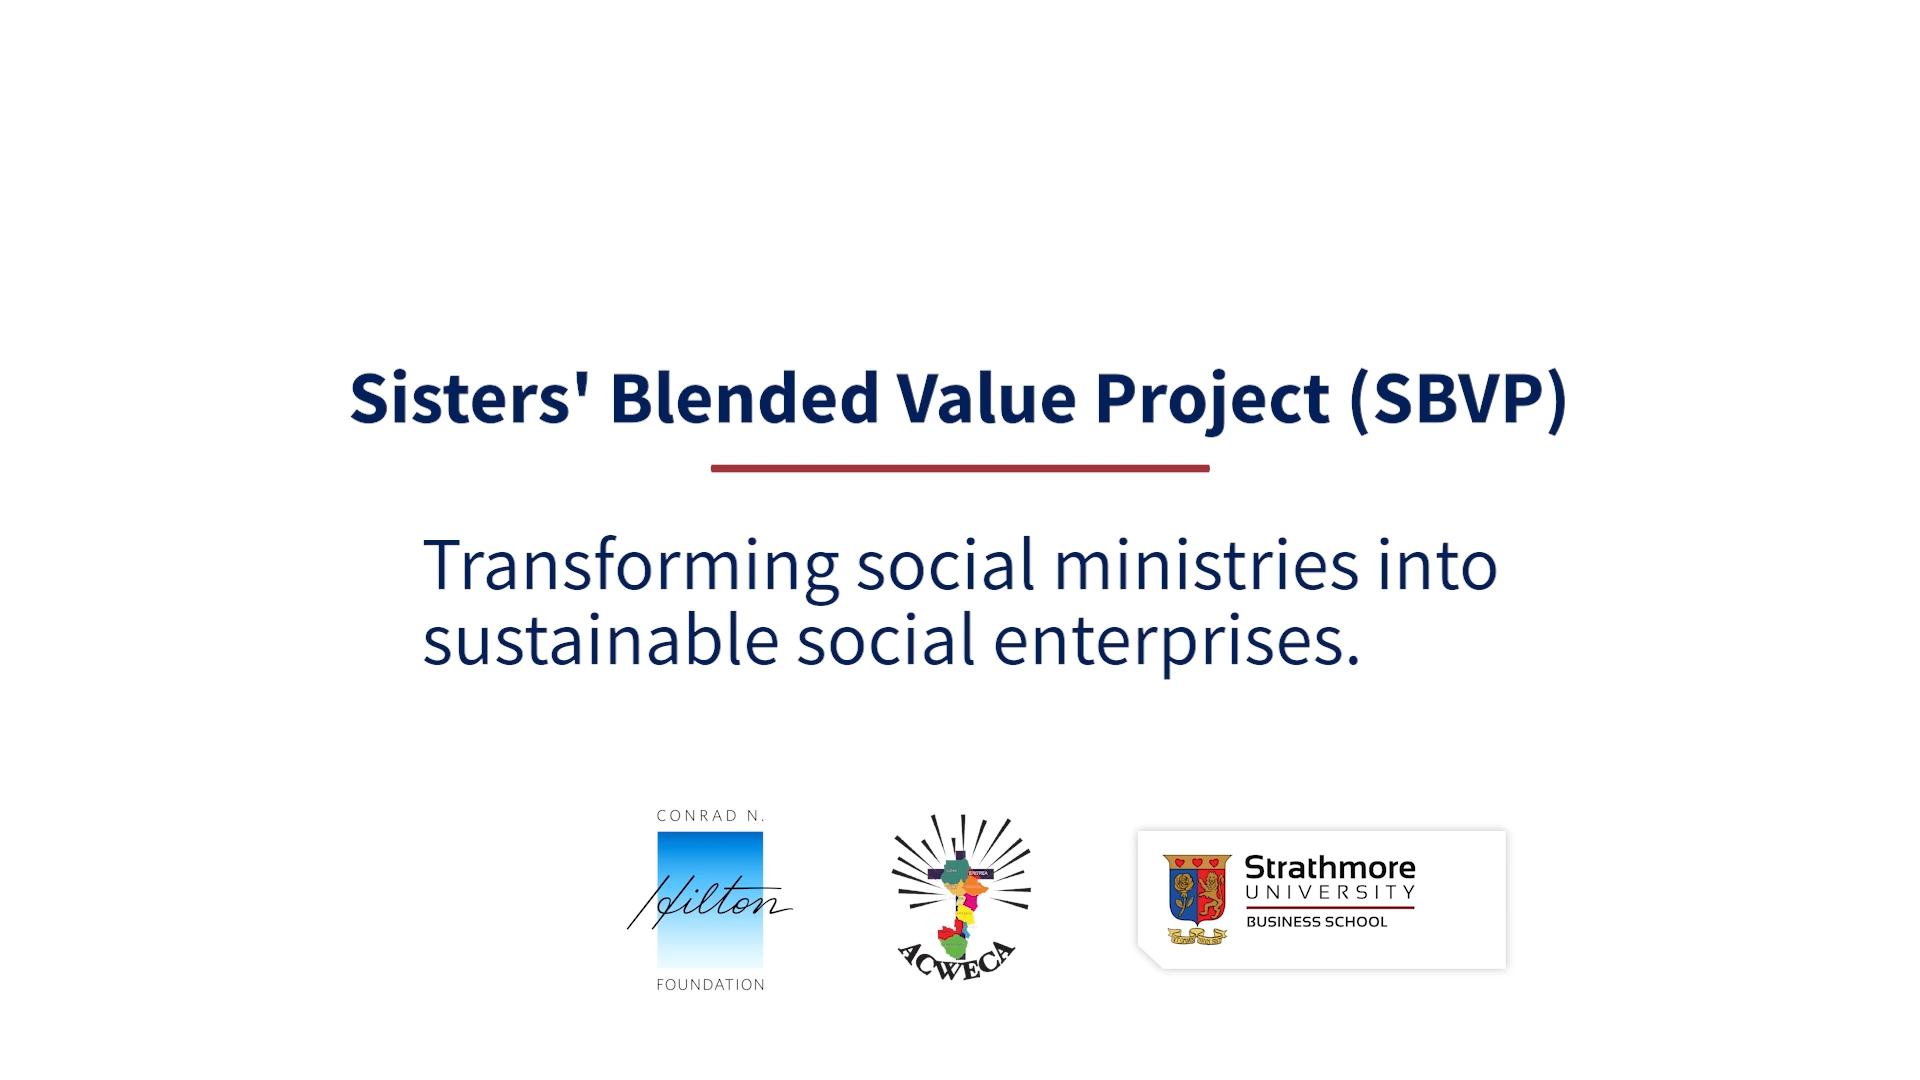 Sisters' Blended Value Project (SBVP)
Transforming social ministries into
sustainable social enterprises.
CONRAD N.
Hilton
FOUNDATION
ERITREA
ACWECA
Strathmore
UNIVERSITY
BUSINESS SCHOOL